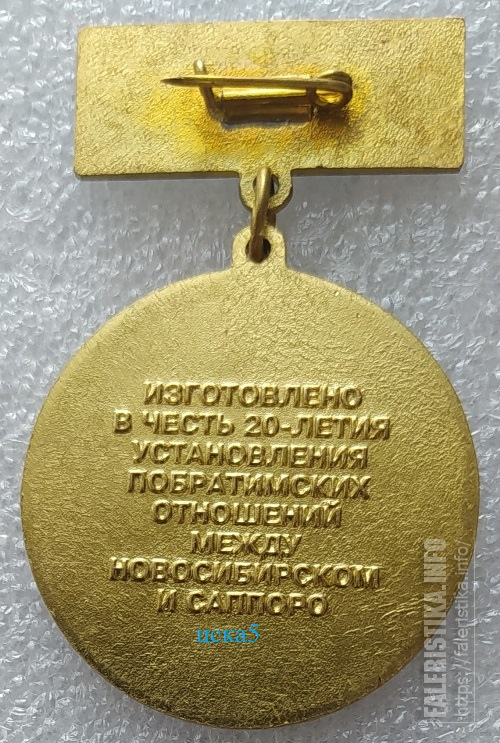 ИЗГОТОВЛЕНО
В ЧЕСТЬ 20-ЛЕТИЯ
УСТАНОВЛЕНИЯ
ПОБРАТИМСКИХ
ОТНОШЕНИЙ
МЕЖДУ
НОВОСИБИРСКОМ
И САППОРО
цска5
FALERISTIKA.INFO
https://faleristika.info/